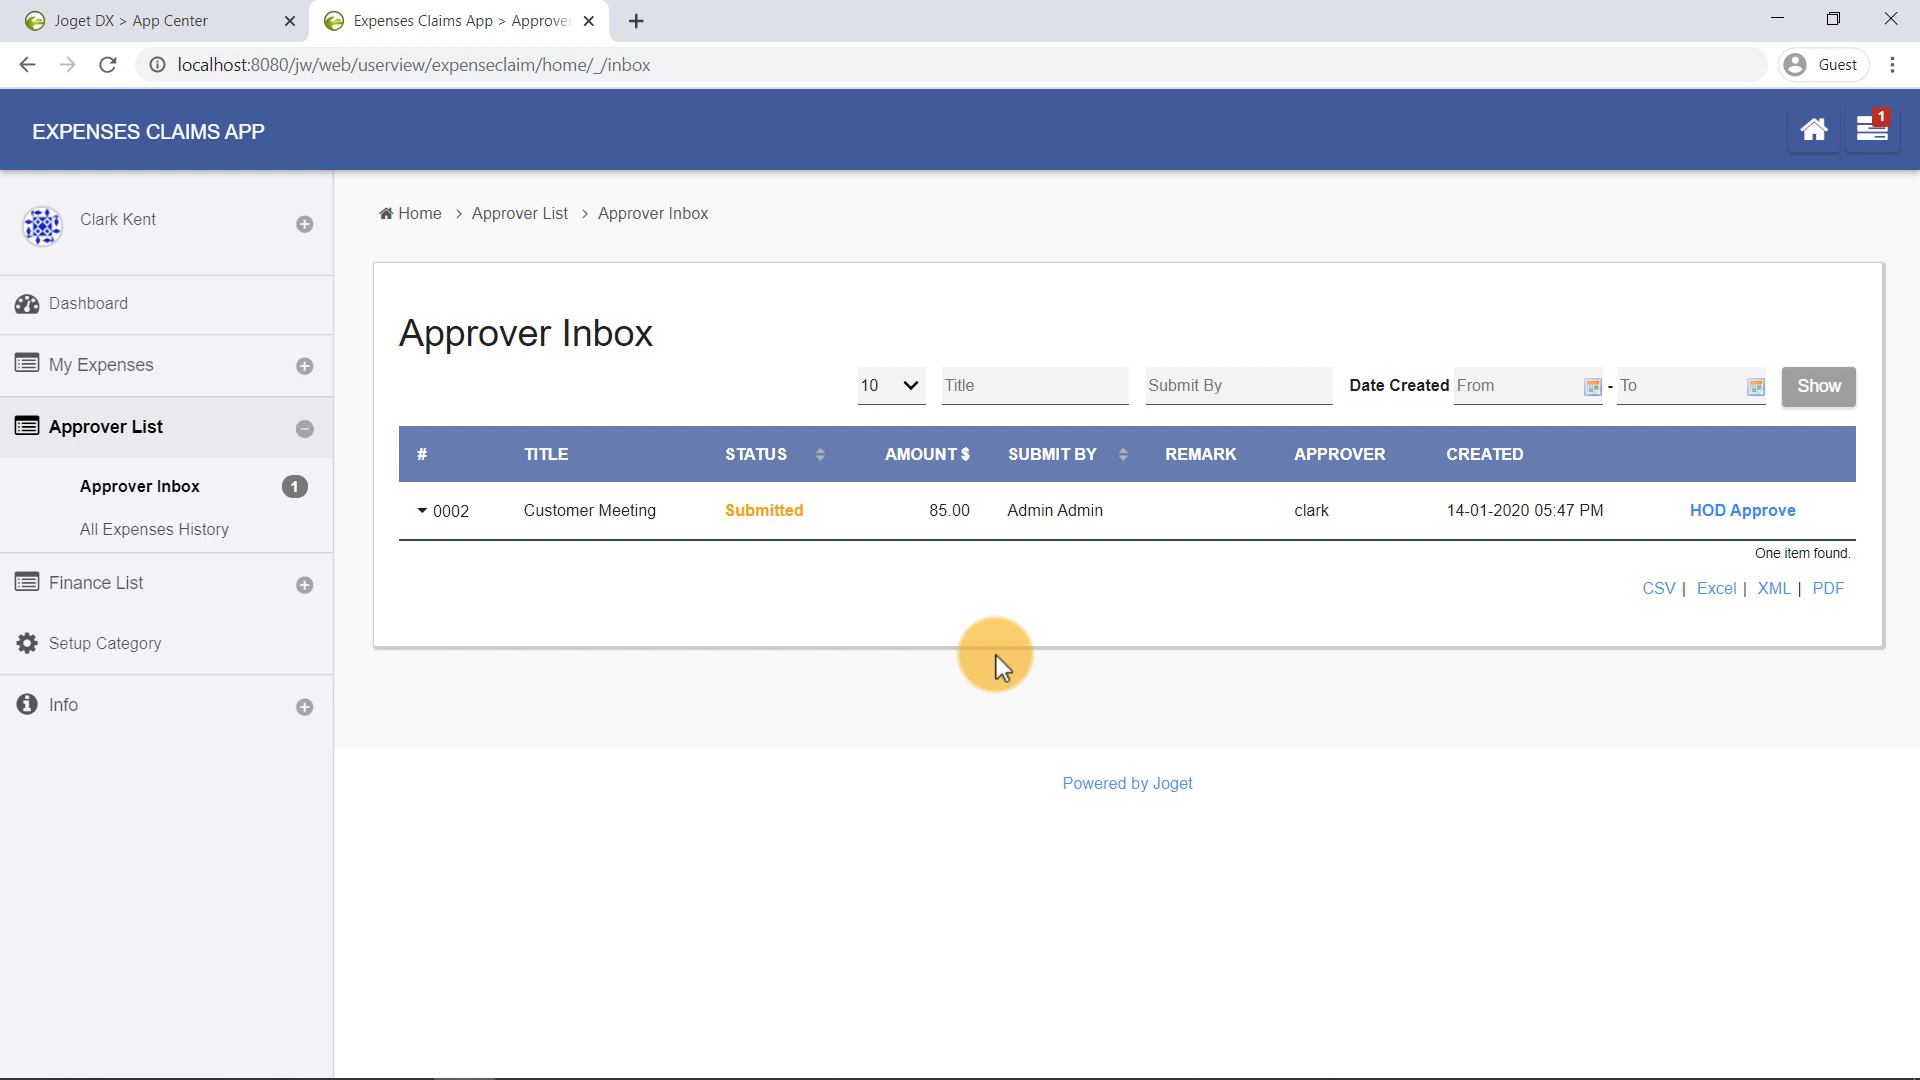 Joget DX > App Center
Expenses Claims App > Approver
localhost:8080/jw/web/userview/expenseclaim/home/_/inbox
Guest
EXPENSES CLAIMS APP
1
Clark Kent
Home > Approver List > Approver Inbox
Dashboard
My Expenses
Approver List
Approver Inbox 1
All Expenses History
Finance List
Setup Category
Info
Approver Inbox
10 Title Submit By Date Created From - To Show
# TITLE STATUS AMOUNT $ SUBMIT BY REMARK APPROVER CREATED
0002 Customer Meeting Submitted 85.00 Admin Admin clark 14-01-2020 05:47 PM HOD Approve
One item found.
CSV | Excel | XML | PDF
Powered by Joget